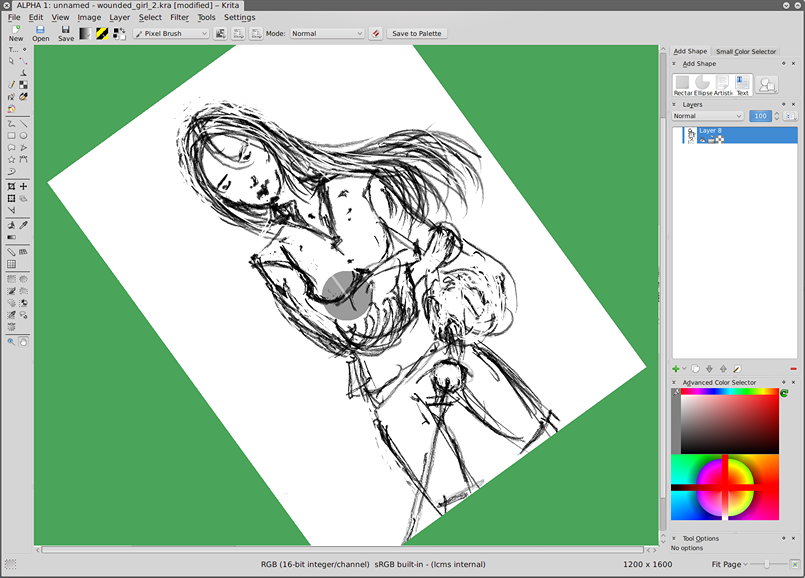 ALPHA 1: unnamed - wounded_girl_2.kra [modified] – Krita
File Edit View Image Layer Select Filter Tools Settings
New Open Save Pixel Brush Mode: Normal Save to Palette
T...
Add Shape Small Color Selector
Add Shape
Rectar Ellipse Artisti Text
Layers
Normal 100
Layer 8
Advanced Color Selector
Tool Options
No options
RGB (16-bit integer/channel) sRGB built-in - (lcms internal) 1200 x 1600 Fit Page